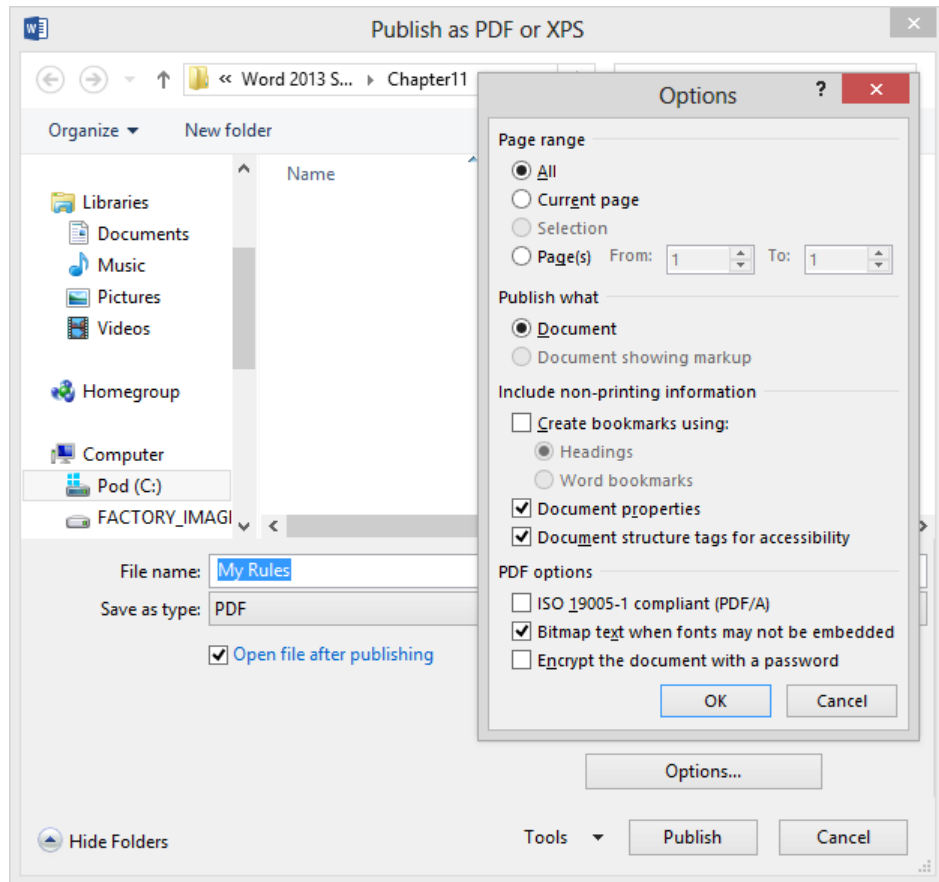 Publish as PDF or XPS
« Word 2013 S... Chapter11
Organize New folder
Name
Libraries
Documents
Music
Pictures
Videos
Homegroup
Computer
Pod (C:)
FACTORY_IMAGI
File name: My Rules
Save as type: PDF
Open file after publishing
Options...
Hide Folders
Tools Publish Cancel
Options ?
Page range
All
Current page
Selection
Page(s) From: 1 To: 1
Publish what
Document
Document showing markup
Include non-printing information
Create bookmarks using:
Headings
Word bookmarks
Document properties
Document structure tags for accessibility
PDF options
ISO 19005-1 compliant (PDF/A)
Bitmap text when fonts may not be embedded
Encrypt the document with a password
OK Cancel